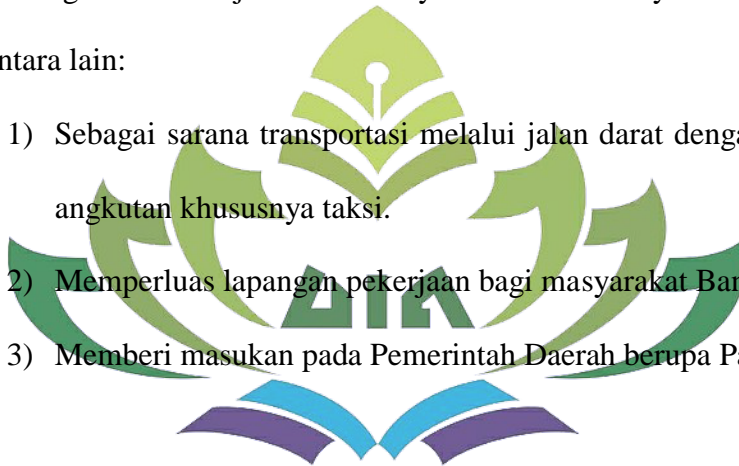 ntara lain:
1) Sebagai sarana transportasi melalui jalan darat denga
angkutan khususnya taksi.
2) Memperluas lapangan pekerjaan bagi masyarakat Ban
3) Memberi masukan pada Pemerintah Daerah berupa Pa